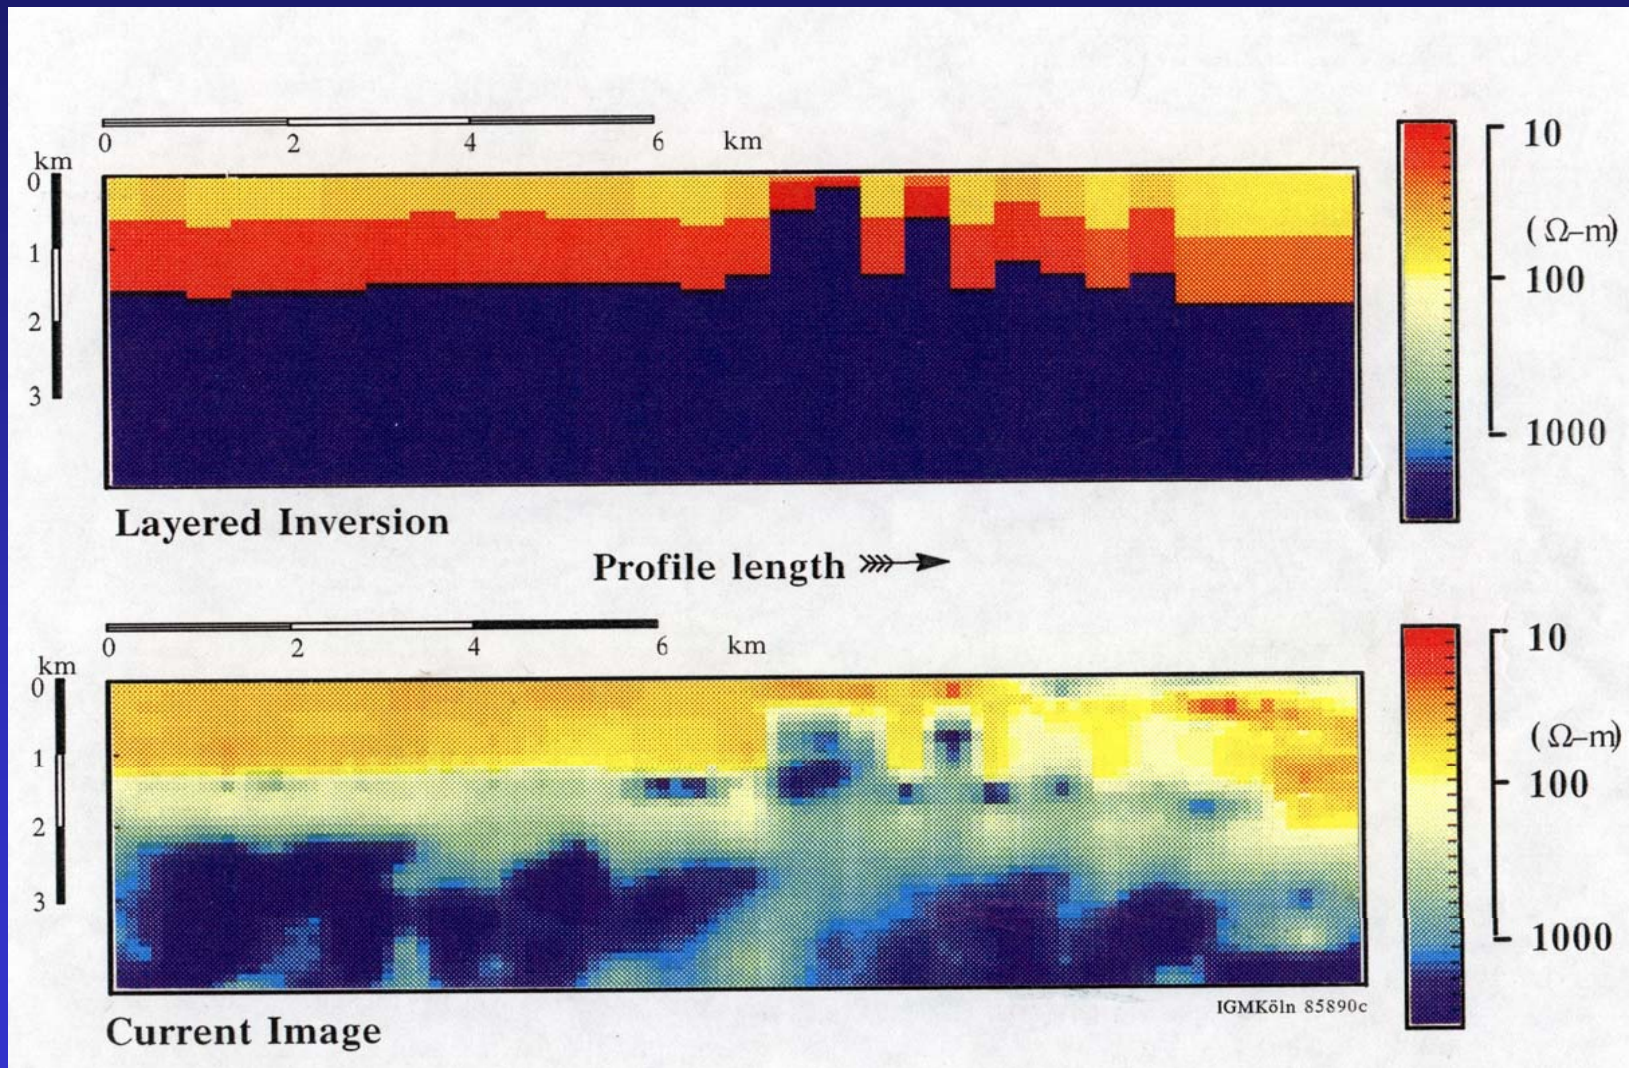 0 2 4 6 km
km
0
1
2
3
10
(Ω–m)
100
1000
Layered Inversion
Profile length
0 2 4 6 km
km
0
1
2
3
10
(Ω–m)
100
1000
IGMKöln 85890c
Current Image